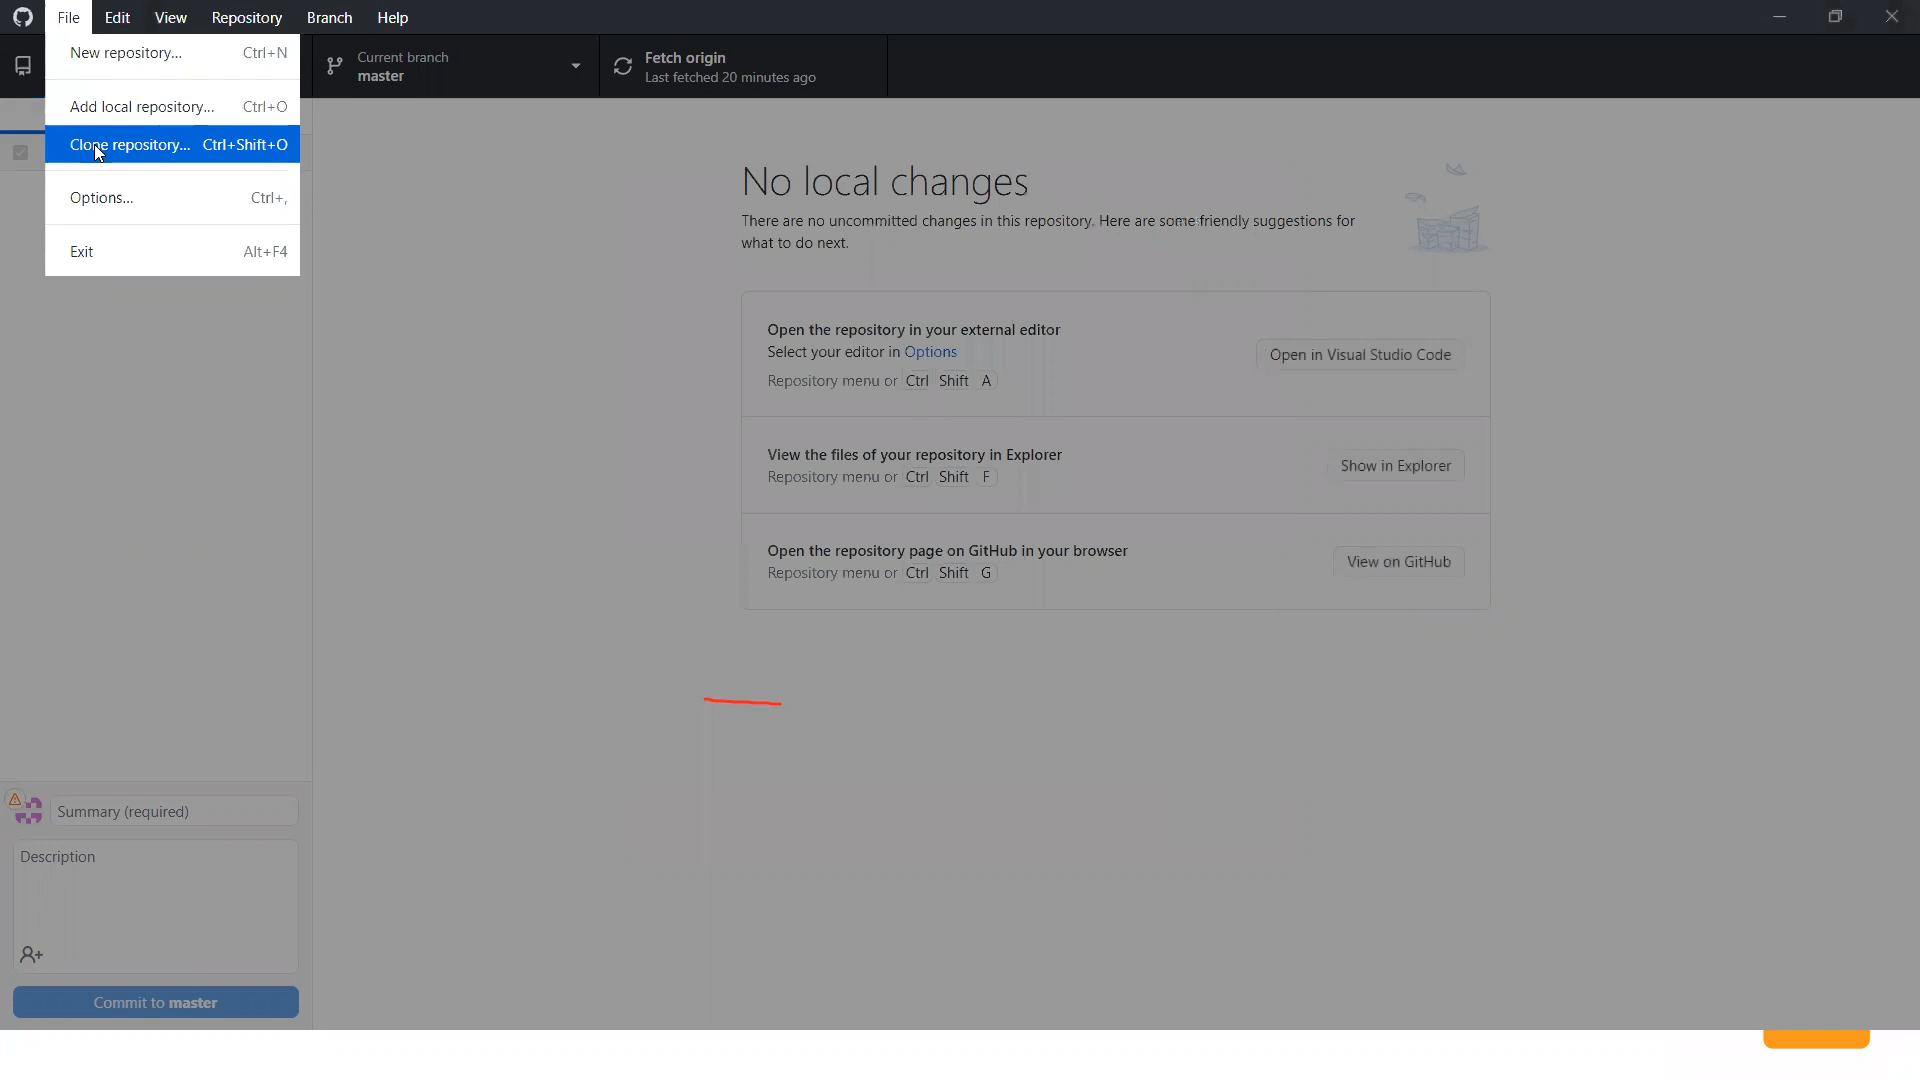 File Edit View Repository Branch Help
New repository... Ctrl+N
Add local repository... Ctrl+O
Clone repository... Ctrl+Shift+O
Options... Ctrl+,
Exit Alt+F4
Current branch
master
Fetch origin
Last fetched 20 minutes ago
No local changes
There are no uncommitted changes in this repository. Here are some friendly suggestions for
what to do next.
Open the repository in your external editor
Select your editor in Options
Repository menu or Ctrl Shift A
Open in Visual Studio Code
View the files of your repository in Explorer
Repository menu or Ctrl Shift F
Show in Explorer
Open the repository page on GitHub in your browser
Repository menu or Ctrl Shift G
View on GitHub
Summary (required)
Description
Commit to master